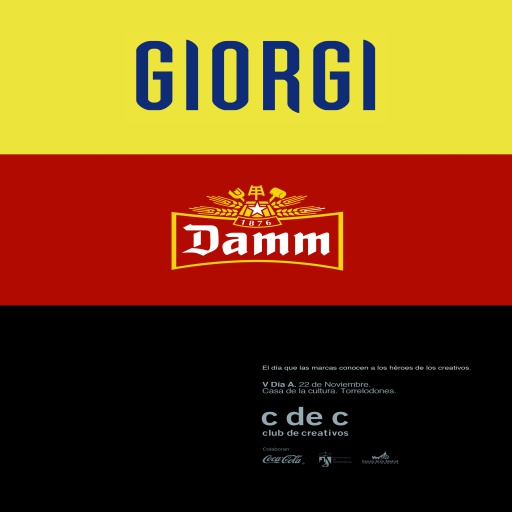 GIORGI
1876
Damm
El día que las marcas conocen a los héroes de los creativos.
V Día A. 22 de Noviembre.
Casa de la cultura. Torrelodones.
c de c
club de creativos
Colaboran:
Coca-Cola